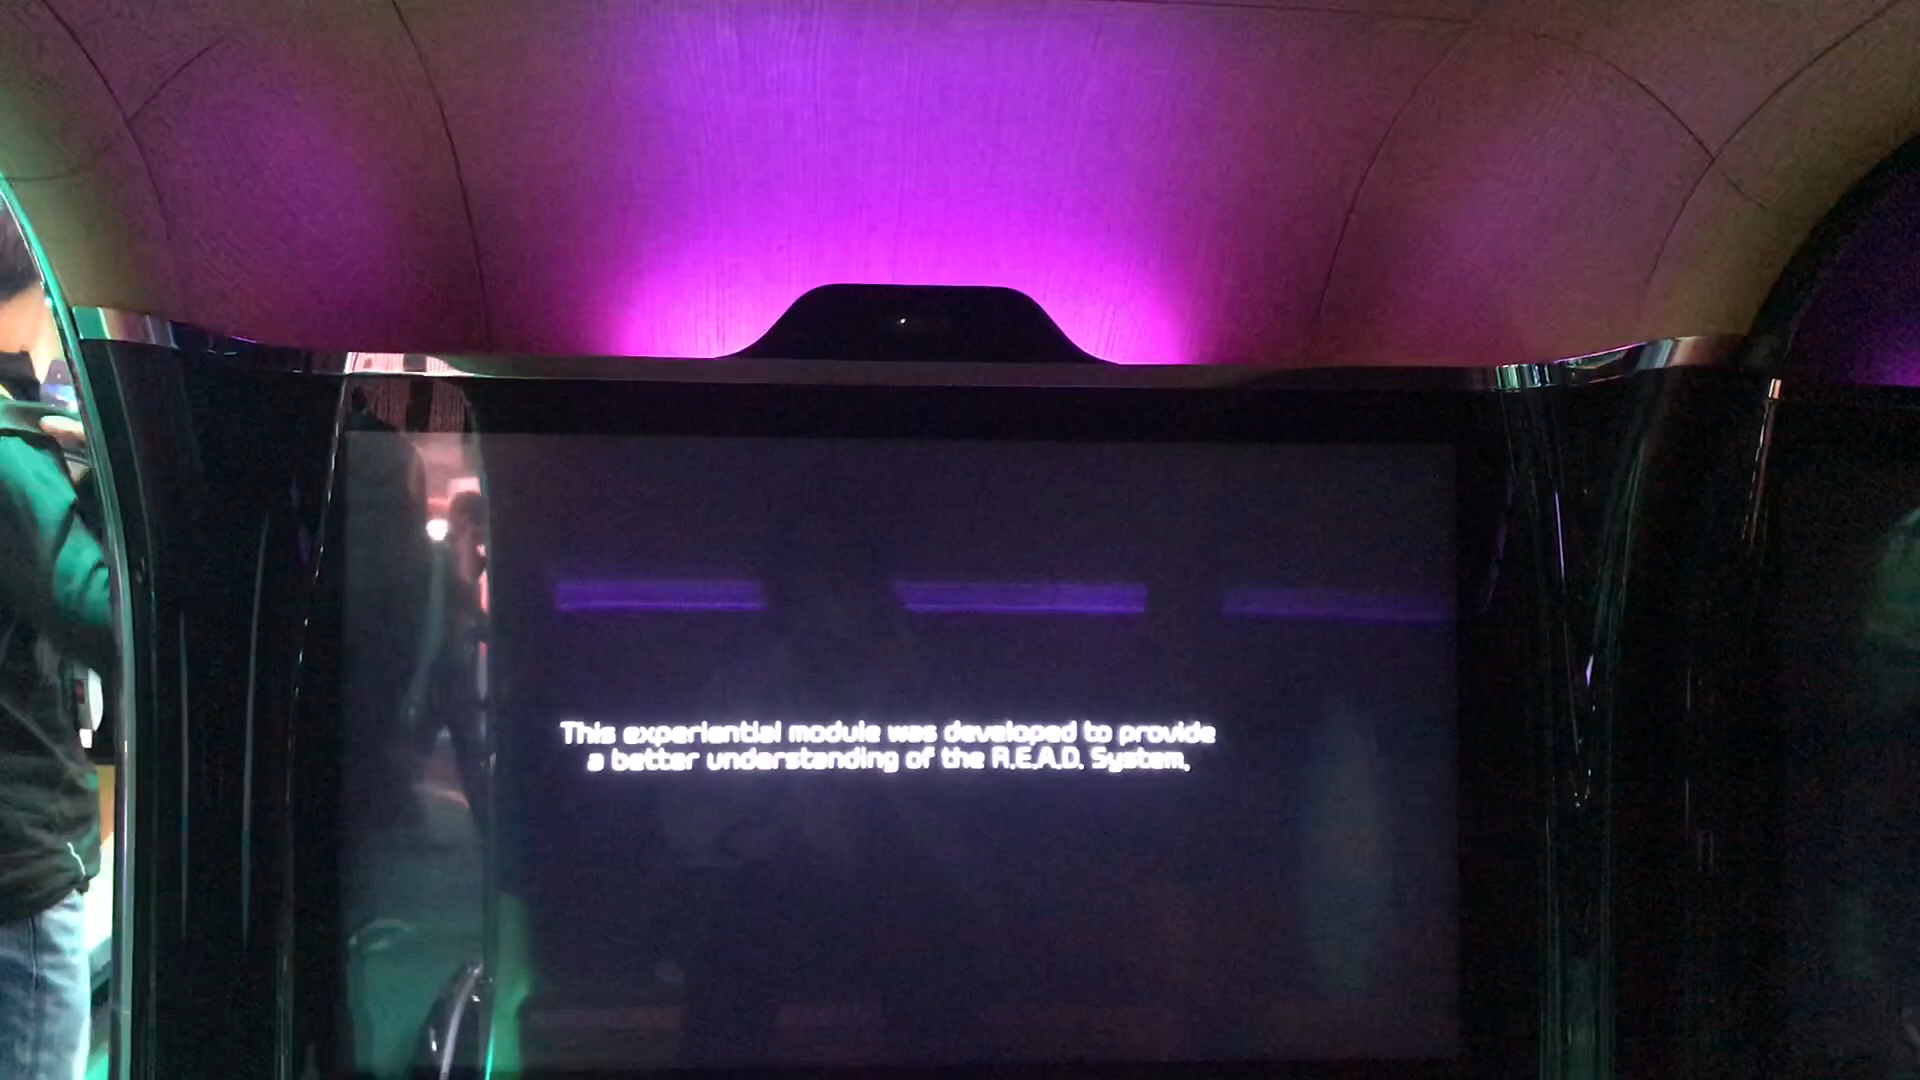 This experiential module was developed to provide
a better understanding of the R.E.A.D. System,